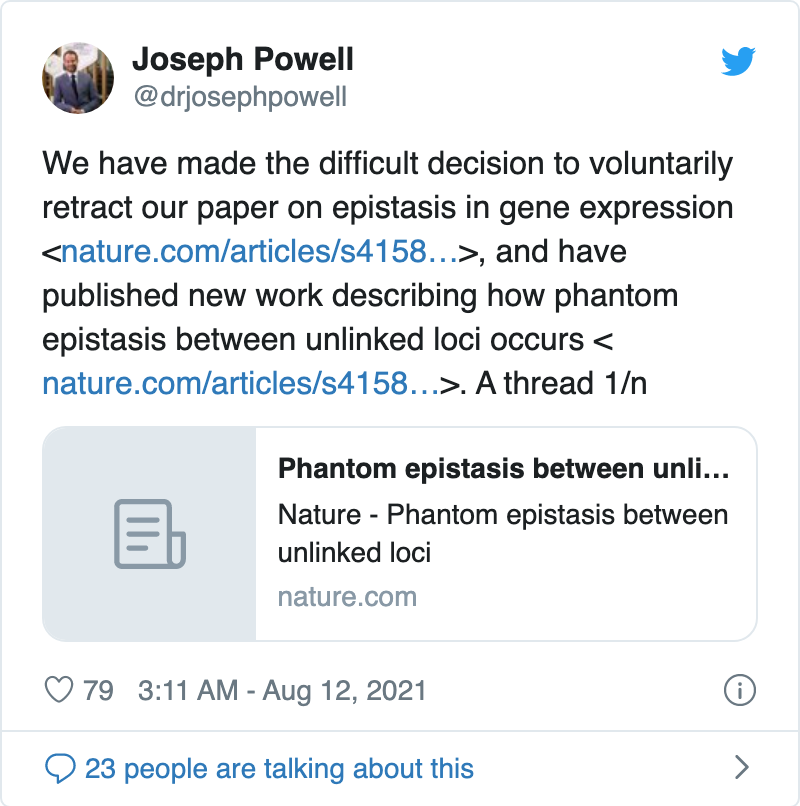 Joseph Powell
@drjosephpowell
We have made the difficult decision to voluntarily
retract our paper on epistasis in gene expression
<nature.com/articles/s4158…>, and have
published new work describing how phantom
epistasis between unlinked loci occurs <
nature.com/articles/s4158…>. A thread 1/n
Phantom epistasis between unli…
Nature - Phantom epistasis between
unlinked loci
nature.com
79 3:11 AM - Aug 12, 2021
23 people are talking about this